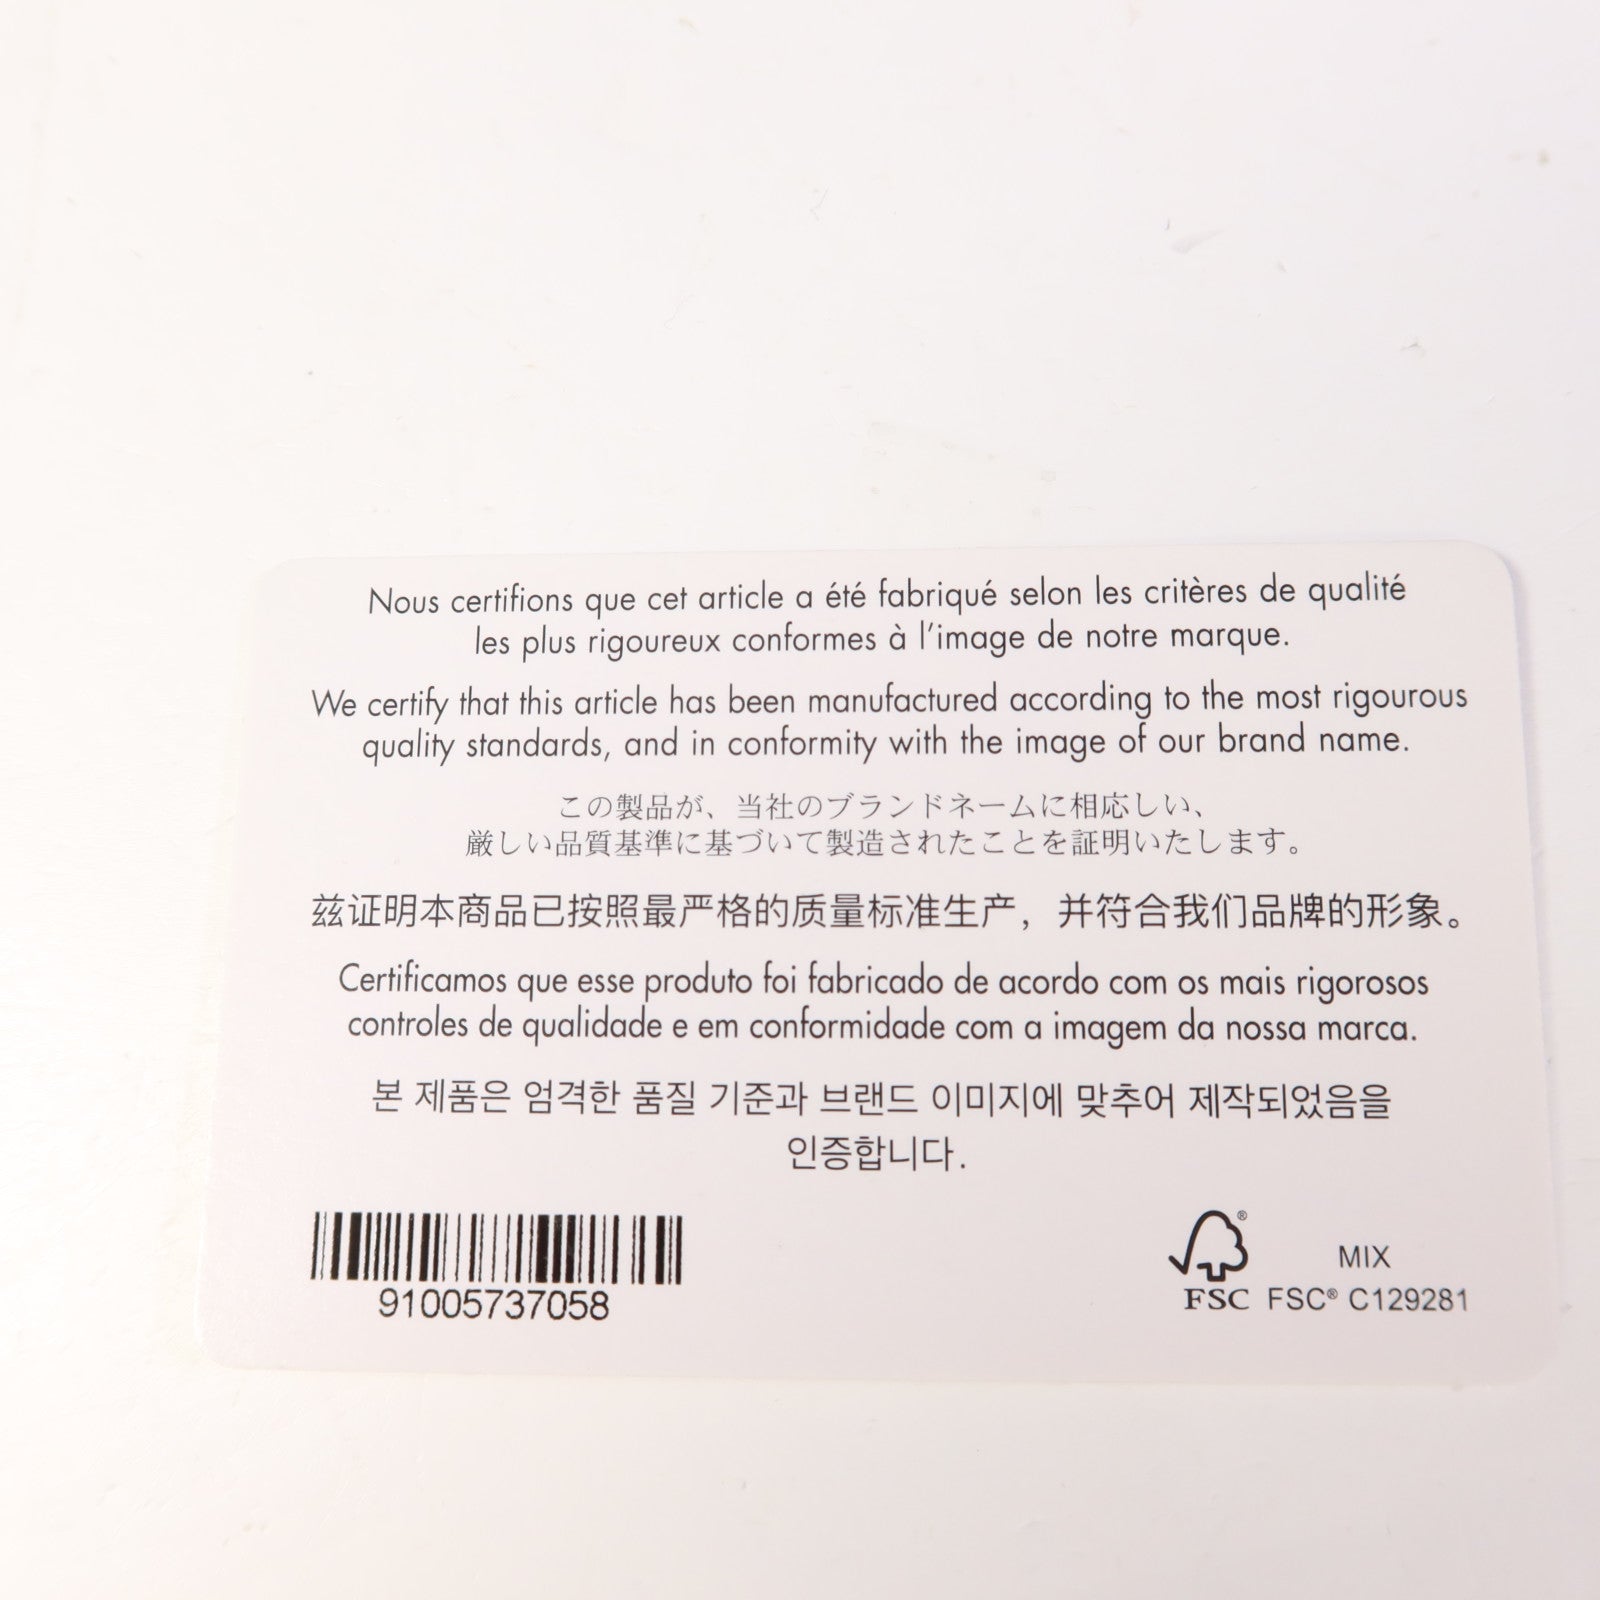 Nous certifions que cet article a été fabriqué selon les critères de qualité
les plus rigoureux conformes à l'image de notre marque.
We certify that this article has been manufactured according to the most rigourous
quality standards, and in conformity with the image of our brand name.
この製品が、当社のブランドネームに相応しい、
厳しい品質基準に基づいて製造されたことを証明いたします。
兹证明本商品已按照最严格的质量标准生产，并符合我们品牌的形象。
Certificamos que esse produto foi fabricado de acordo com os mais rigorosos
controles de qualidade e em conformidade com a imagem da nossa marca.
본 제품은 엄격한 품질 기준과 브랜드 이미지에 맞추어 제작되었음을
인증합니다.
91005737058
®
MIX
FSC FSC® C129281